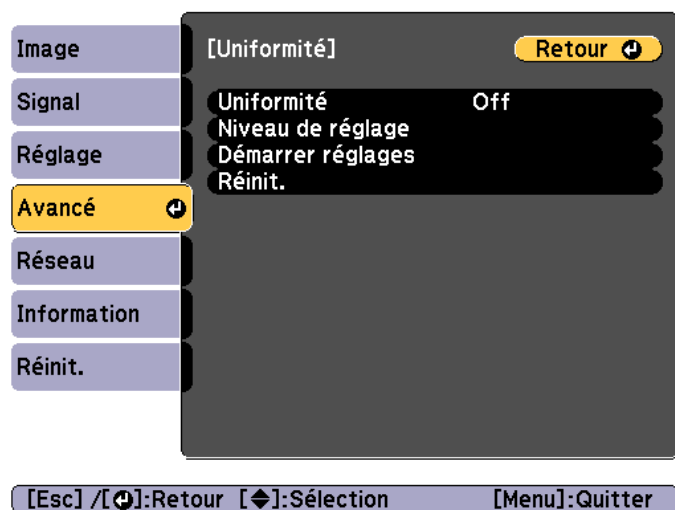 Image
Signal
Réglage
Avancé
Réseau
Information
Réinit.
[Uniformité]
Retour
Uniformité Off
Niveau de réglage
Démarrer réglages
Réinit.
[Esc] /[⏎]:Retour [◆]:Sélection [Menu]:Quitter